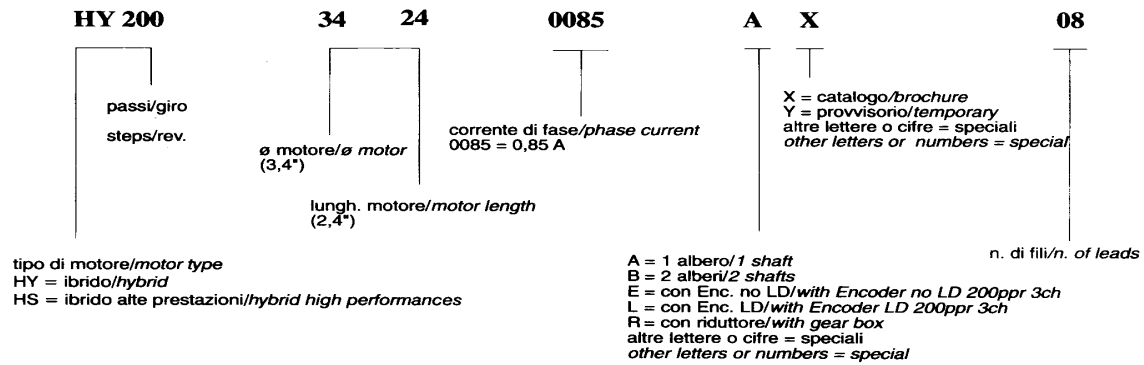 HY 200 34 24 0085 A X 08
passi/giro
steps/rev.
ø motore/ø motor
(3,4")
lungh. motore/motor length
(2,4")
corrente di fase/phase current
0085 = 0,85 A
X = catalogo/brochure
Y = provvisorio/temporary
altre lettere o cifre = speciali
other letters or numbers = special
tipo di motore/motor type
HY = ibrido/hybrid
HS = ibrido alte prestazioni/hybrid high performances
A = 1 albero/1 shaft
B = 2 alberi/2 shafts
E = con Enc. no LD/with Encoder no LD 200ppr 3ch
L = con Enc. LD/with Encoder LD 200ppr 3ch
R = con riduttore/with gear box
altre lettere o cifre = speciali
other letters or numbers = special
n. di fili/n. of leads